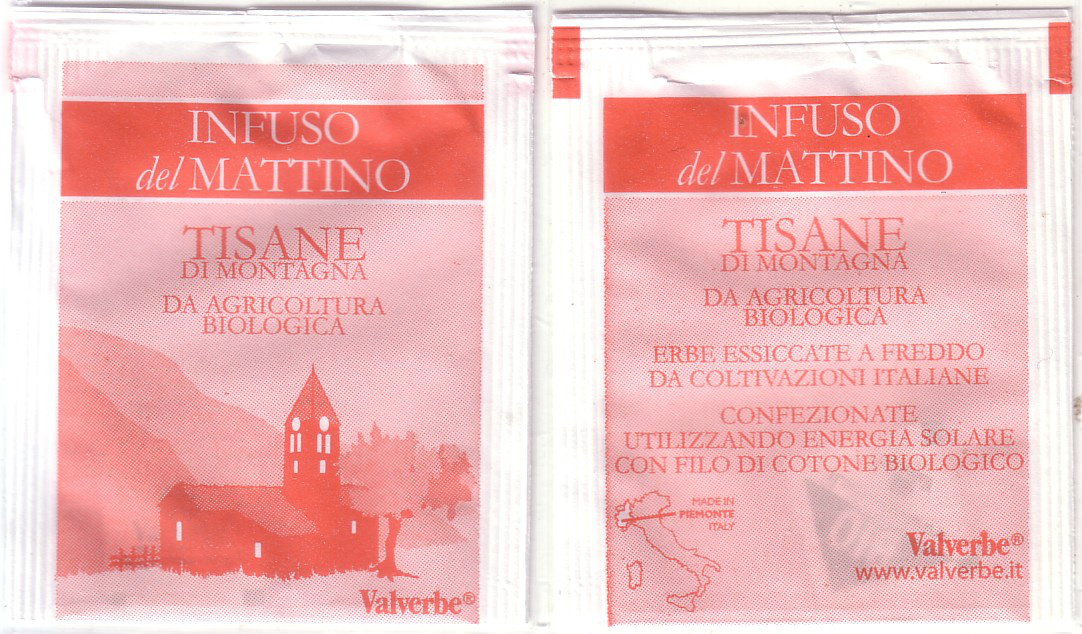 INFUSO
del MATTINO
TISANE
DI MONTAGNA
DA AGRICOLTURA
BIOLOGICA
Valverbe®
INFUSO
del MATTINO
TISANE
DI MONTAGNA
DA AGRICOLTURA
BIOLOGICA
ERBE ESSICCATE A FREDDO
DA COLTIVAZIONI ITALIANE
CONFEZIONATE
UTILIZZANDO ENERGIA SOLARE
CON FILO DI COTONE BIOLOGICO
MADE IN
PIEMONTE
ITALY
Valverbe®
www.valverbe.it